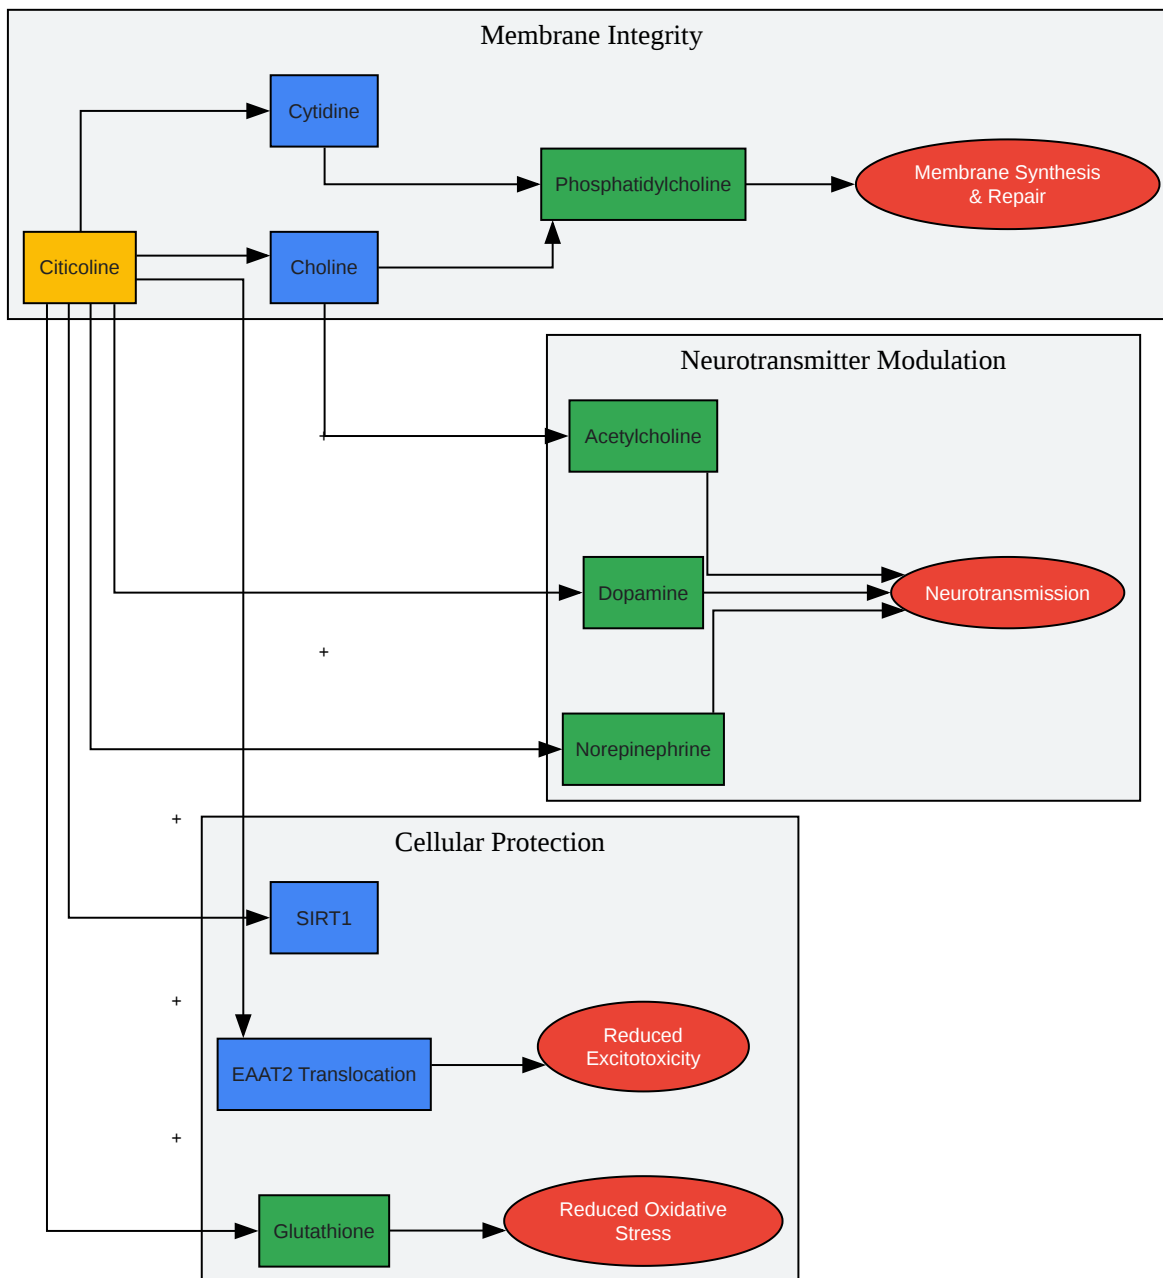 Membrane Integrity
Cytidine
Phosphatidylcholine
Membrane Synthesis
& Repair
Citicoline
Choline
Neurotransmitter Modulation
Acetylcholine
+
Dopamine
Neurotransmission
+
Norepinephrine
+
Cellular Protection
SIRT1
+
Reduced
Excitotoxicity
EAAT2 Translocation
+
Glutathione
Reduced Oxidative
Stress